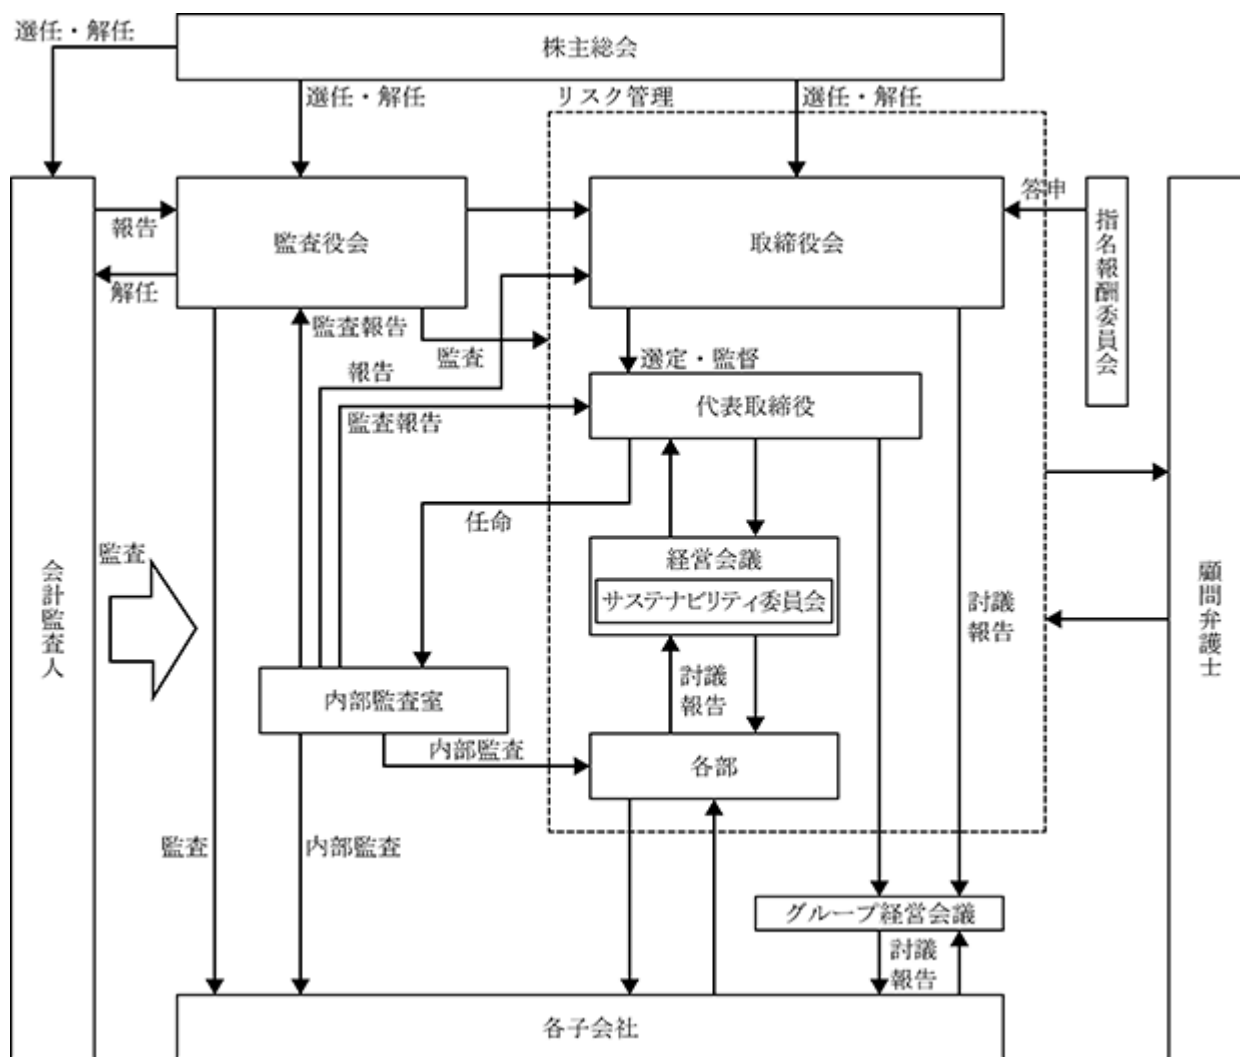 選任・解任
株主総会
選任・解任
リスク管理
選任・解任
報告
監査役会
取締役会
答申
指名報酬委員会
解任
監査報告
監査
報告
選定・監督
監査報告
代表取締役
任命
監査
会計監査人
経営会議
サステナビリティ委員会
討議
報告
顧問弁護士
内部監査室
討議
報告
内部監査
各部
監査
内部監査
グループ経営会議
討議
報告
各子会社